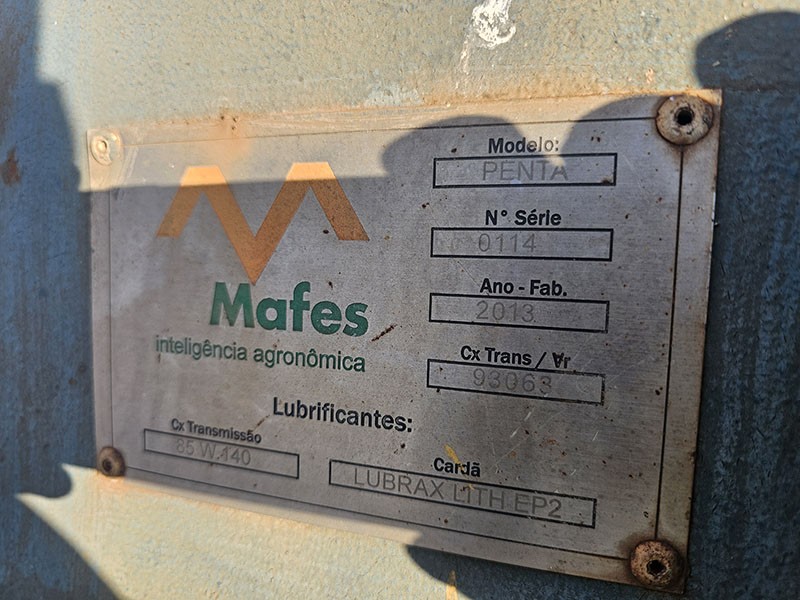 Mafes
inteligência agronômica
Modelo:
PENTA
N° Série
0114
Ano - Fab.
2013
Cx Trans / ∀r
93063
Lubrificantes:
Cx Transmissão
85 W 140
Cardã
LUBRAX LITH EP2